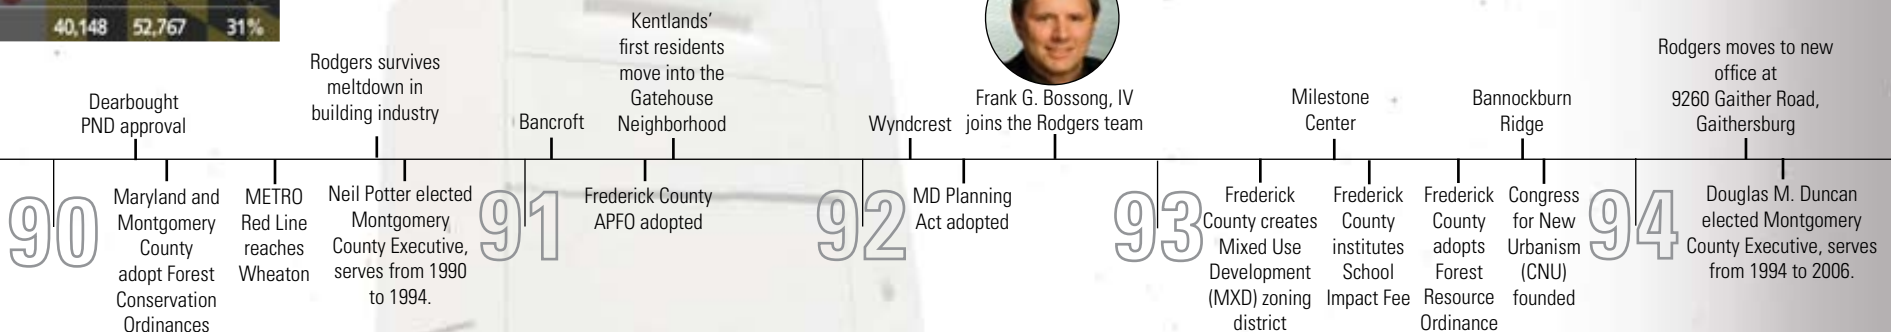 40,148 52,767 31%
Dearbought
PND approval
Rodgers survives
meltdown in
building industry
Bancroft
Kentlands'
first residents
move into the
Gatehouse
Neighborhood
Wyndcrest
Frank G. Bossong, IV
joins the Rodgers team
Milestone
Center
Bannockburn
Ridge
Rodgers moves to new
office at
9260 Gaither Road,
Gaithersburg
90
Maryland and
Montgomery
County
adopt Forest
Conservation
Ordinances
METRO
Red Line
reaches
Wheaton
Neil Potter elected
Montgomery
County Executive,
serves from 1990
to 1994.
91
Frederick County
APFO adopted
92
MD Planning
Act adopted
93
Frederick
County creates
Mixed Use
Development
(MXD) zoning
district
Frederick
County
institutes
School
Impact Fee
Frederick
County
adopts
Forest
Resource
Ordinance
Congress
for New
Urbanism
(CNU)
founded
94
Douglas M. Duncan
elected Montgomery
County Executive, serves
from 1994 to 2006.